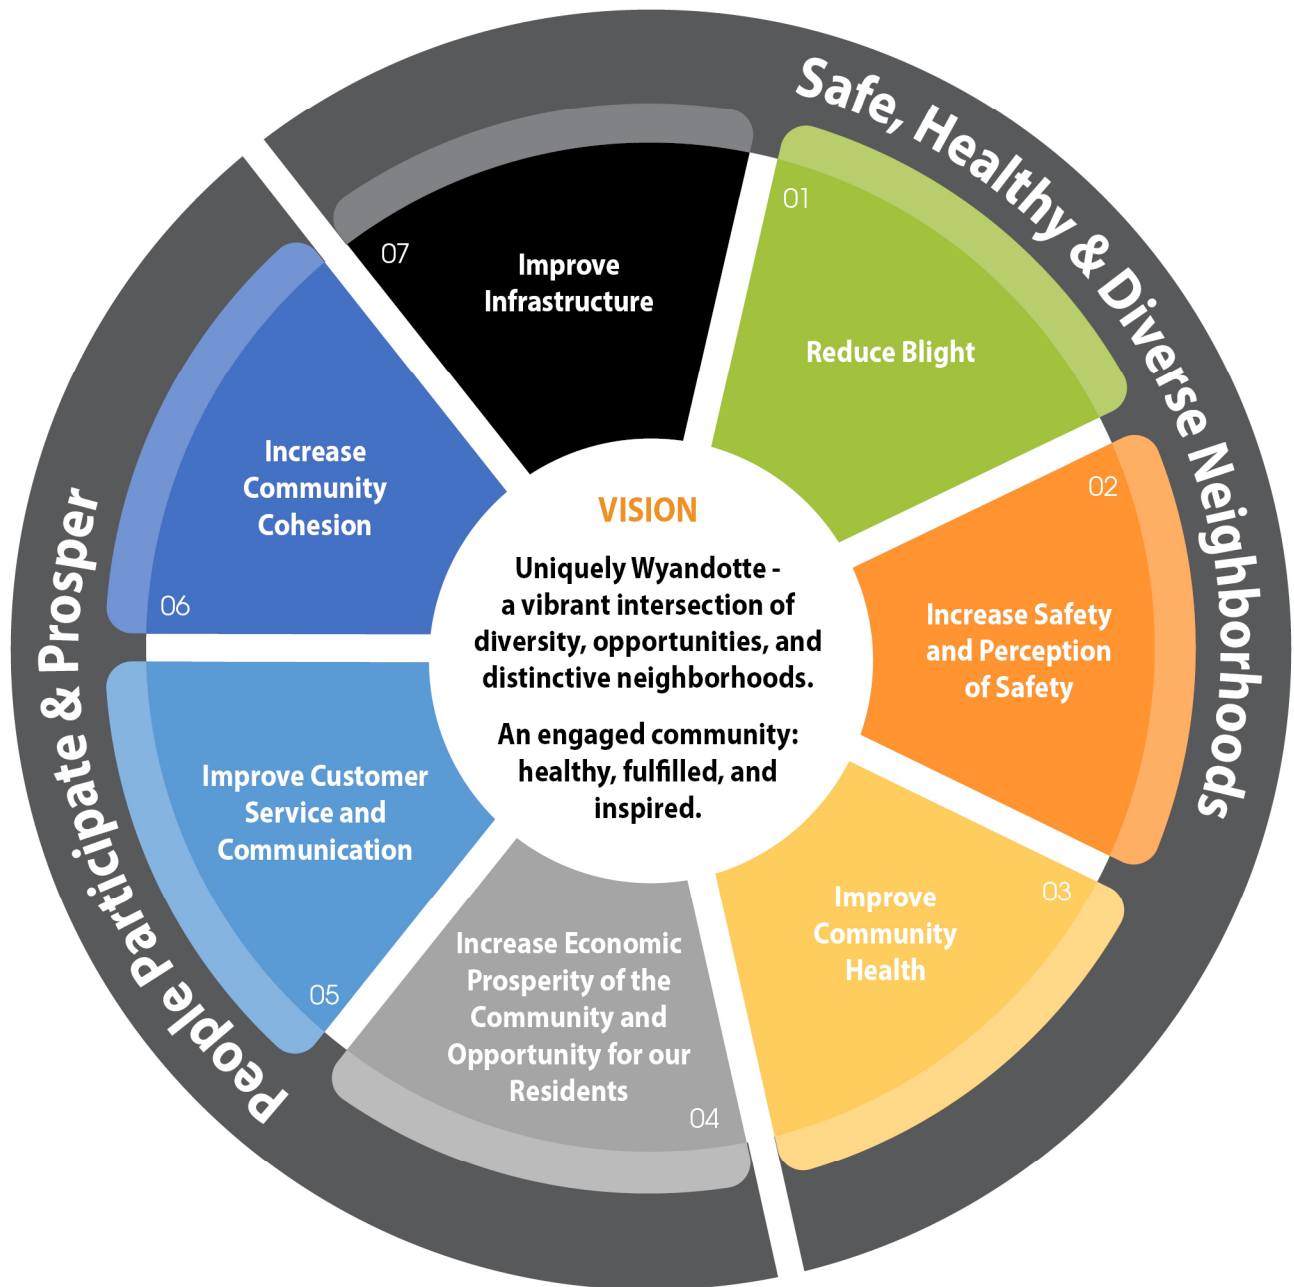 Safe, Healthy & Diverse Neighborhoods
01
Reduce Blight
02
Increase Safety
and Perception
of Safety
03
Improve
Community
Health
People Participate & Prosper
04
Increase Economic
Prosperity of the
Community and
Opportunity for our
Residents
05
Improve Customer
Service and
Communication
06
Increase
Community
Cohesion
07
Improve
Infrastructure
VISION
Uniquely Wyandotte -
a vibrant intersection of
diversity, opportunities, and
distinctive neighborhoods.
An engaged community:
healthy, fulfilled, and
inspired.